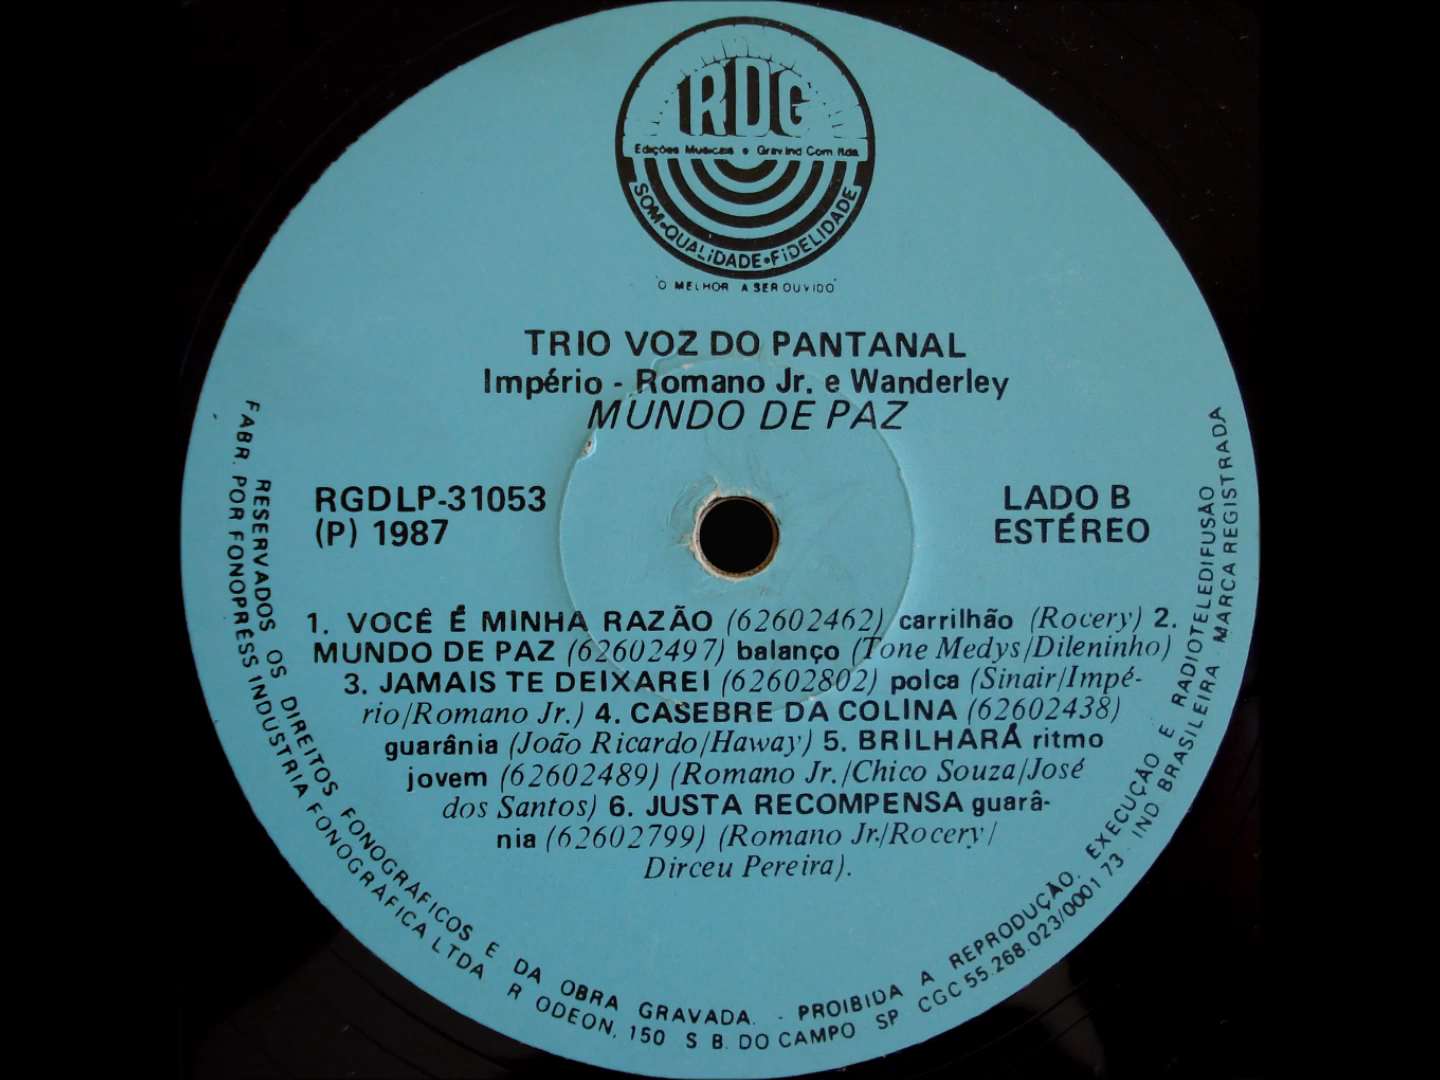 RDG
Edições Musicais e Grav Ind Com. ltda.
SOM•QUALIDADE•FIDELIDADE
"O MELHOR A SER OUVIDO"
TRIO VOZ DO PANTANAL
Império - Romano Jr. e Wanderley
MUNDO DE PAZ
RGDLP-31053
(P) 1987
LADO B
ESTÉREO
1. VOCÊ É MINHA RAZÃO (62602462) carrilhão (Rocery) 2.
MUNDO DE PAZ (62602497) balanço (Tone Medys/Dileninho)
3. JAMAIS TE DEIXAREI (62602802) polca (Sinair/Impé-
rio/Romano Jr.) 4. CASEBRE DA COLINA (62602438)
guarânia (João Ricardo/Haway) 5. BRILHARÁ ritmo
jovem (62602489) (Romano Jr./Chico Souza/José
dos Santos) 6. JUSTA RECOMPENSA guarâ-
nia (62602799) (Romano Jr./Rocery/
Dirceu Pereira).
RESERVADOS OS DIREITOS FONOGRÁFICOS E DA OBRA GRAVADA. - PROIBIDA A REPRODUÇÃO. EXECUÇÃO E RADIOTELEDIFUSÃO
FABR. POR FONOPRESS INDUSTRIA FONOGRÁFICA LTDA R ODEON, 150 S B. DO CAMPO SP CGC 55.268.023/0001 73 IND BRASILEIRA MARCA REGISTRADA